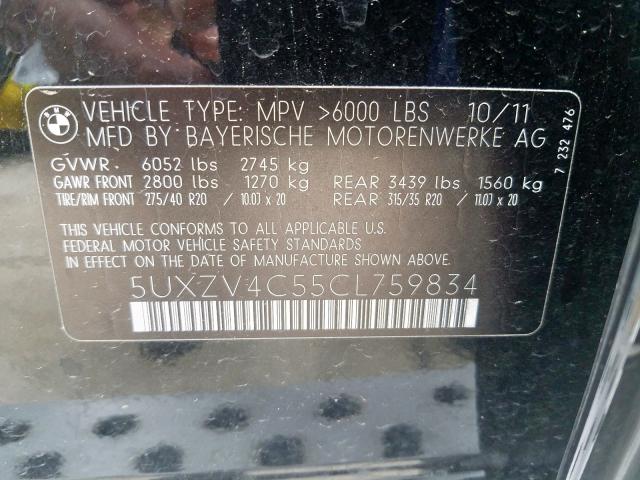 BMW
VEHICLE TYPE: MPV >6000 LBS 10/11
MFD BY BAYERISCHE MOTORENWERKE AG
GVWR: 6052 lbs 2745 kg
GAWR FRONT 2800 lbs 1270 kg REAR 3439 lbs 1560 kg
TIRE/RIM FRONT 275/40 R20 / 10.0J x 20 REAR 315/35 R20 / 11.0J x 20
THIS VEHICLE CONFORMS TO ALL APPLICABLE U.S.
FEDERAL MOTOR VEHICLE SAFETY STANDARDS
IN EFFECT ON THE DATE OF MANUFACTURE SHOWN ABOVE.
5UXZV4C55CL759834
7 232 476